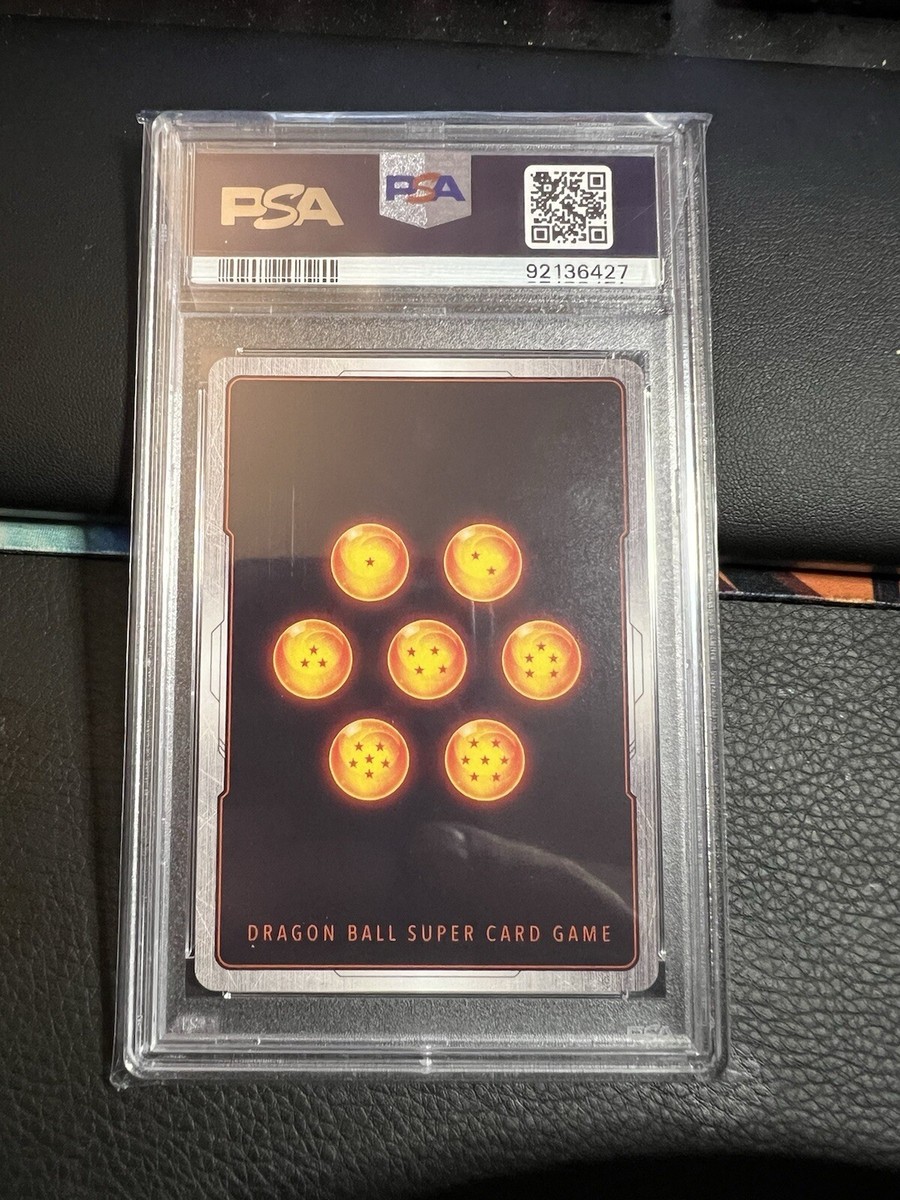 PSA
PSA
92136427
DRAGON BALL SUPER CARD GAME